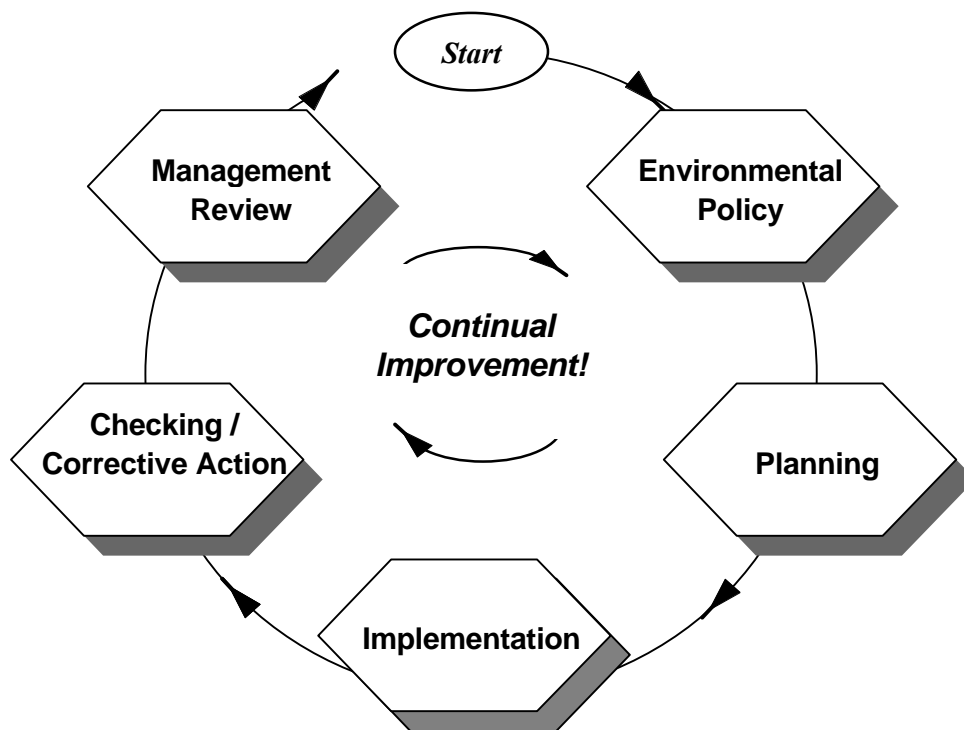 Start
Environmental
Policy
Planning
Implementation
Checking /
Corrective Action
Management
Review
Continual
Improvement!